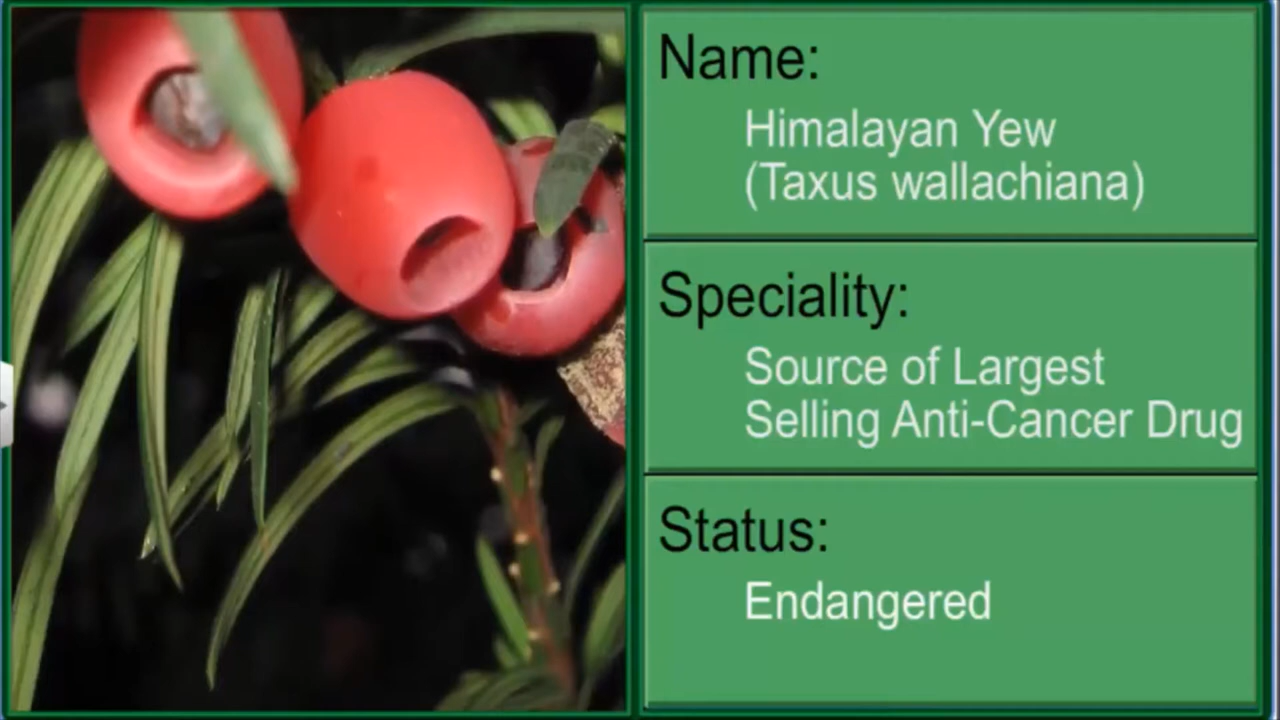 Name:
Himalayan Yew
(Taxus wallachiana)
Speciality:
Source of Largest
Selling Anti-Cancer Drug
Status:
Endangered